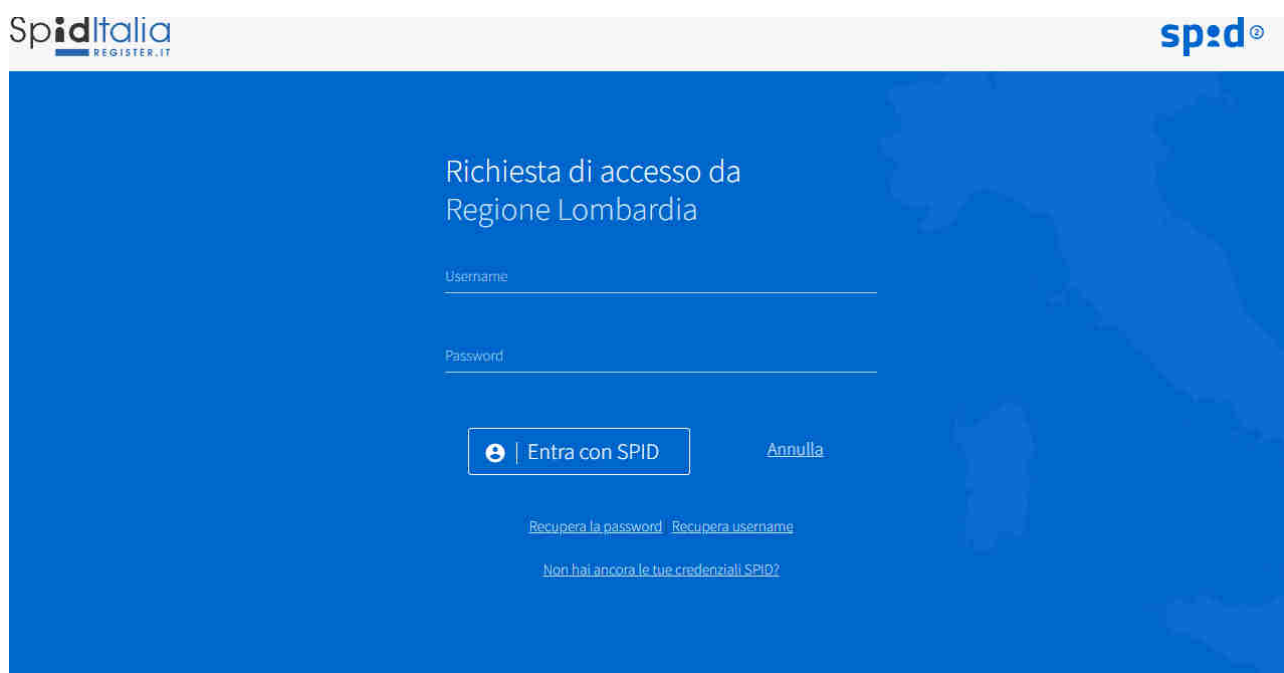 SpidItalia
REGISTER.IT
spid 2
Richiesta di accesso da
Regione Lombardia
Username
Password
Entra con SPID
Annulla
Recupera la password Recupera username
Non hai ancora le tue credenziali SPID?